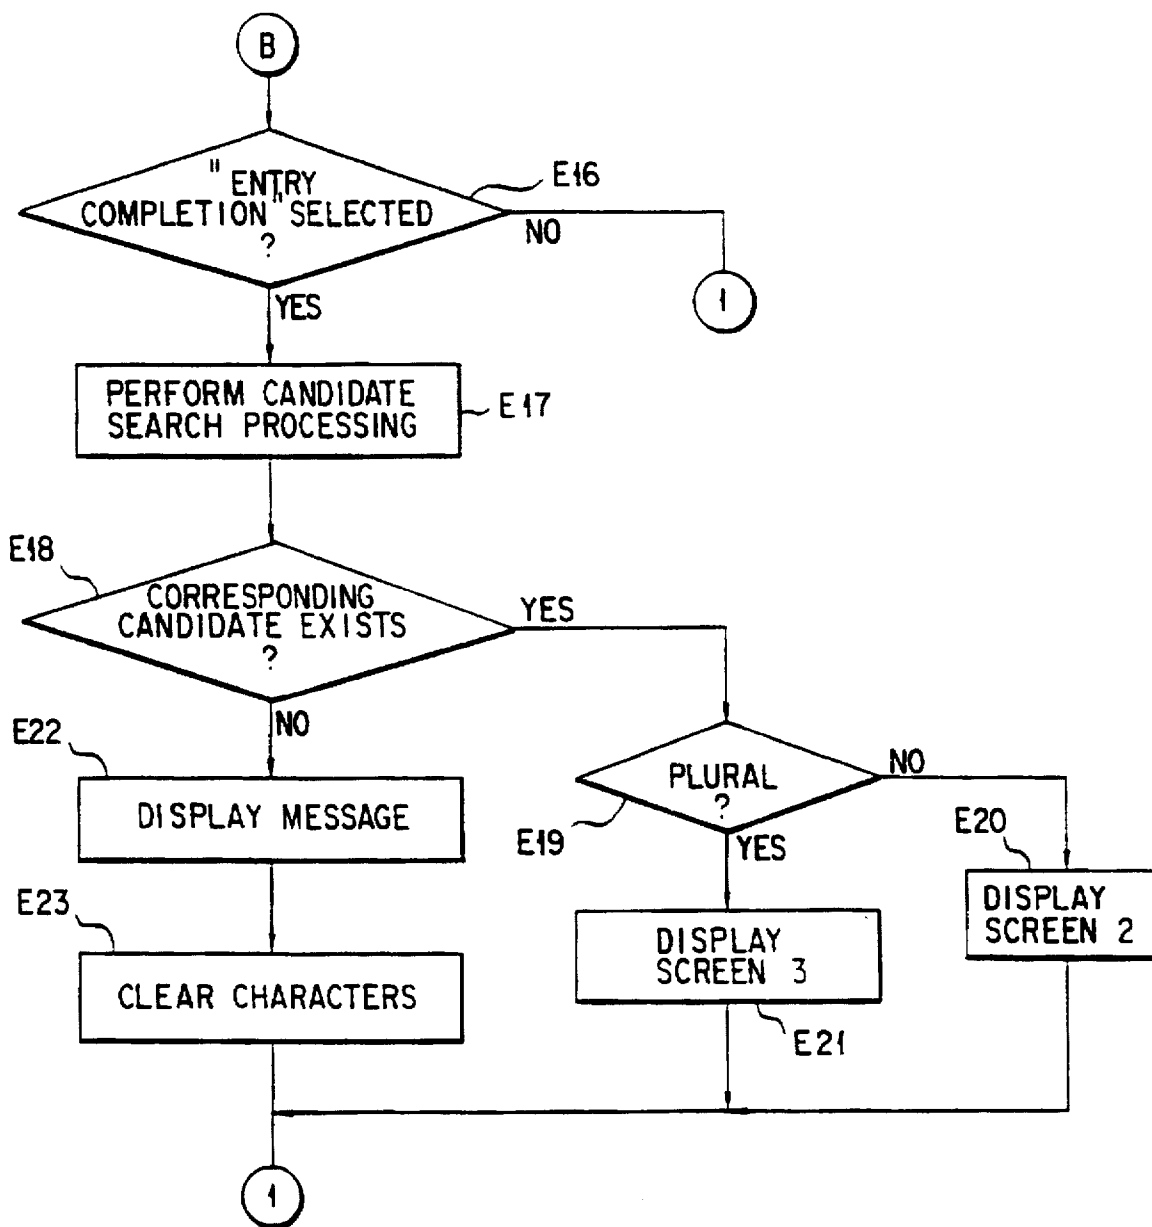 B
" ENTRY
COMPLETION" SELECTED
?
E16
NO
1
YES
PERFORM CANDIDATE
SEARCH PROCESSING
E17
E18
CORRESPONDING
CANDIDATE EXISTS
?
YES
NO
E22
DISPLAY MESSAGE
PLURAL
?
NO
E19
YES
E20
DISPLAY
SCREEN 2
E23
CLEAR CHARACTERS
DISPLAY
SCREEN 3
E21
1